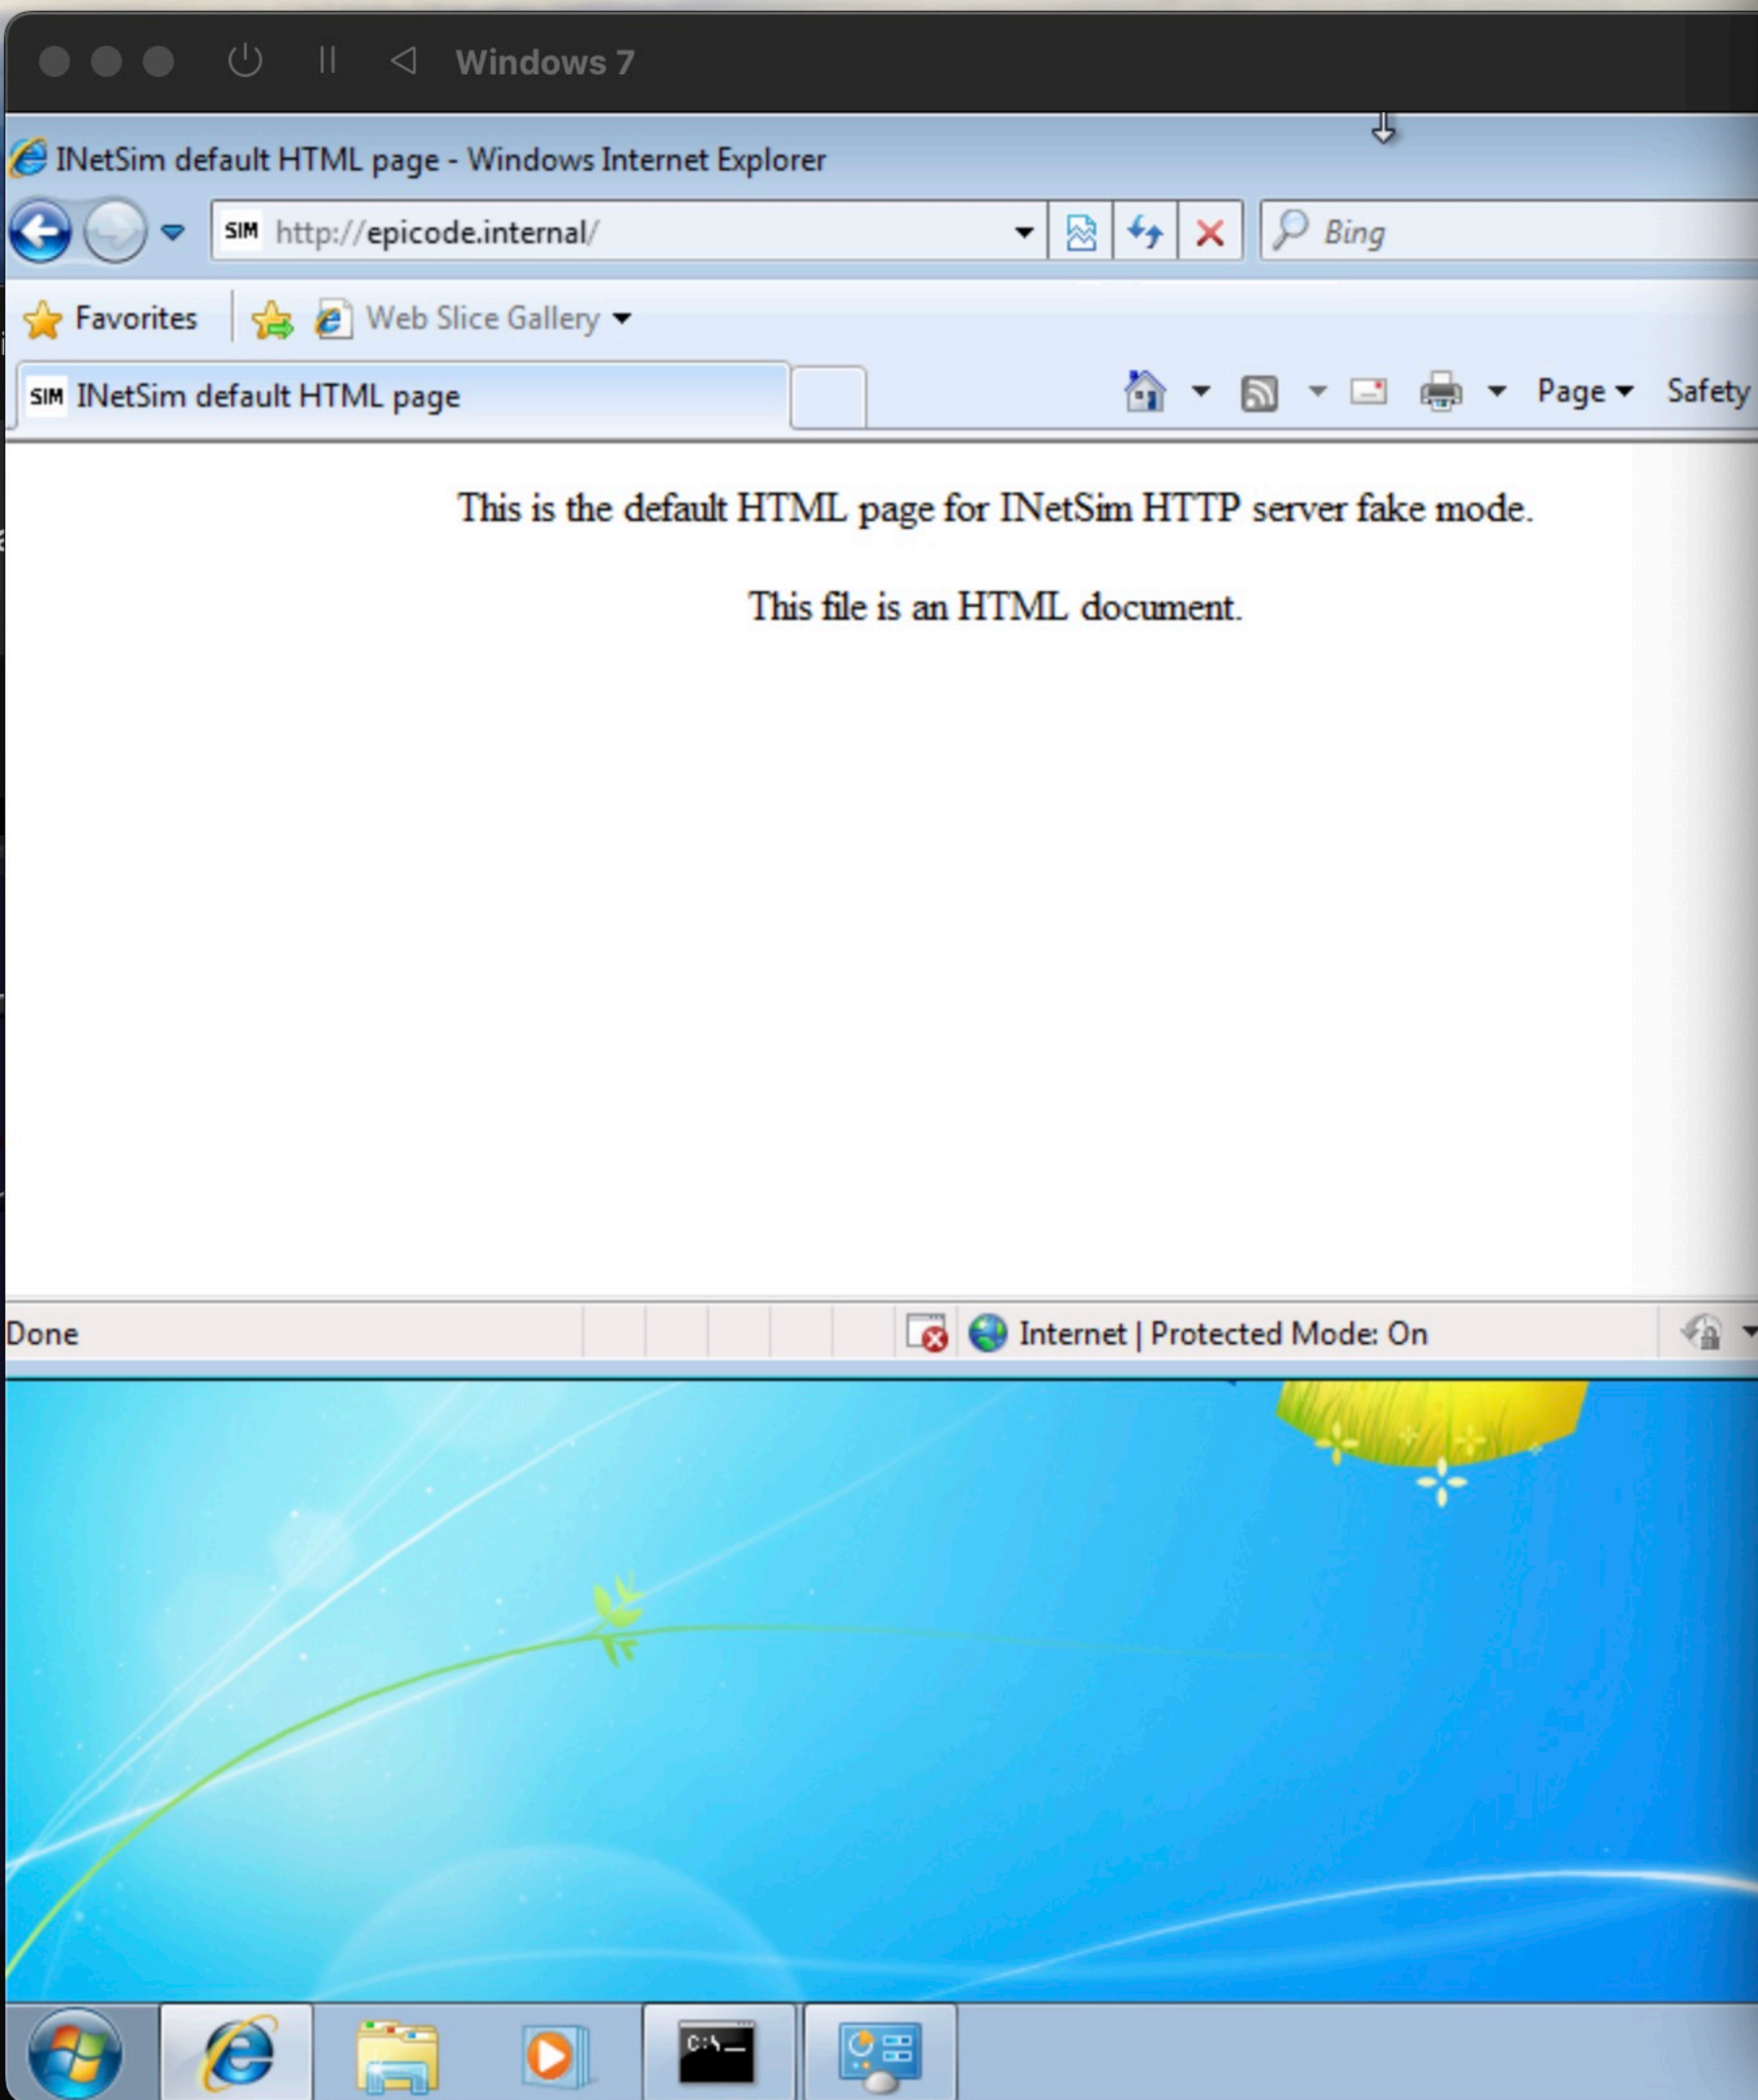 Windows 7
INetSim default HTML page - Windows Internet Explorer
SIM http://epicode.internal/ Bing
Favorites Web Slice Gallery
SIM INetSim default HTML page Page Safety
This is the default HTML page for INetSim HTTP server fake mode.
This file is an HTML document.
Done Internet | Protected Mode: On
C:\